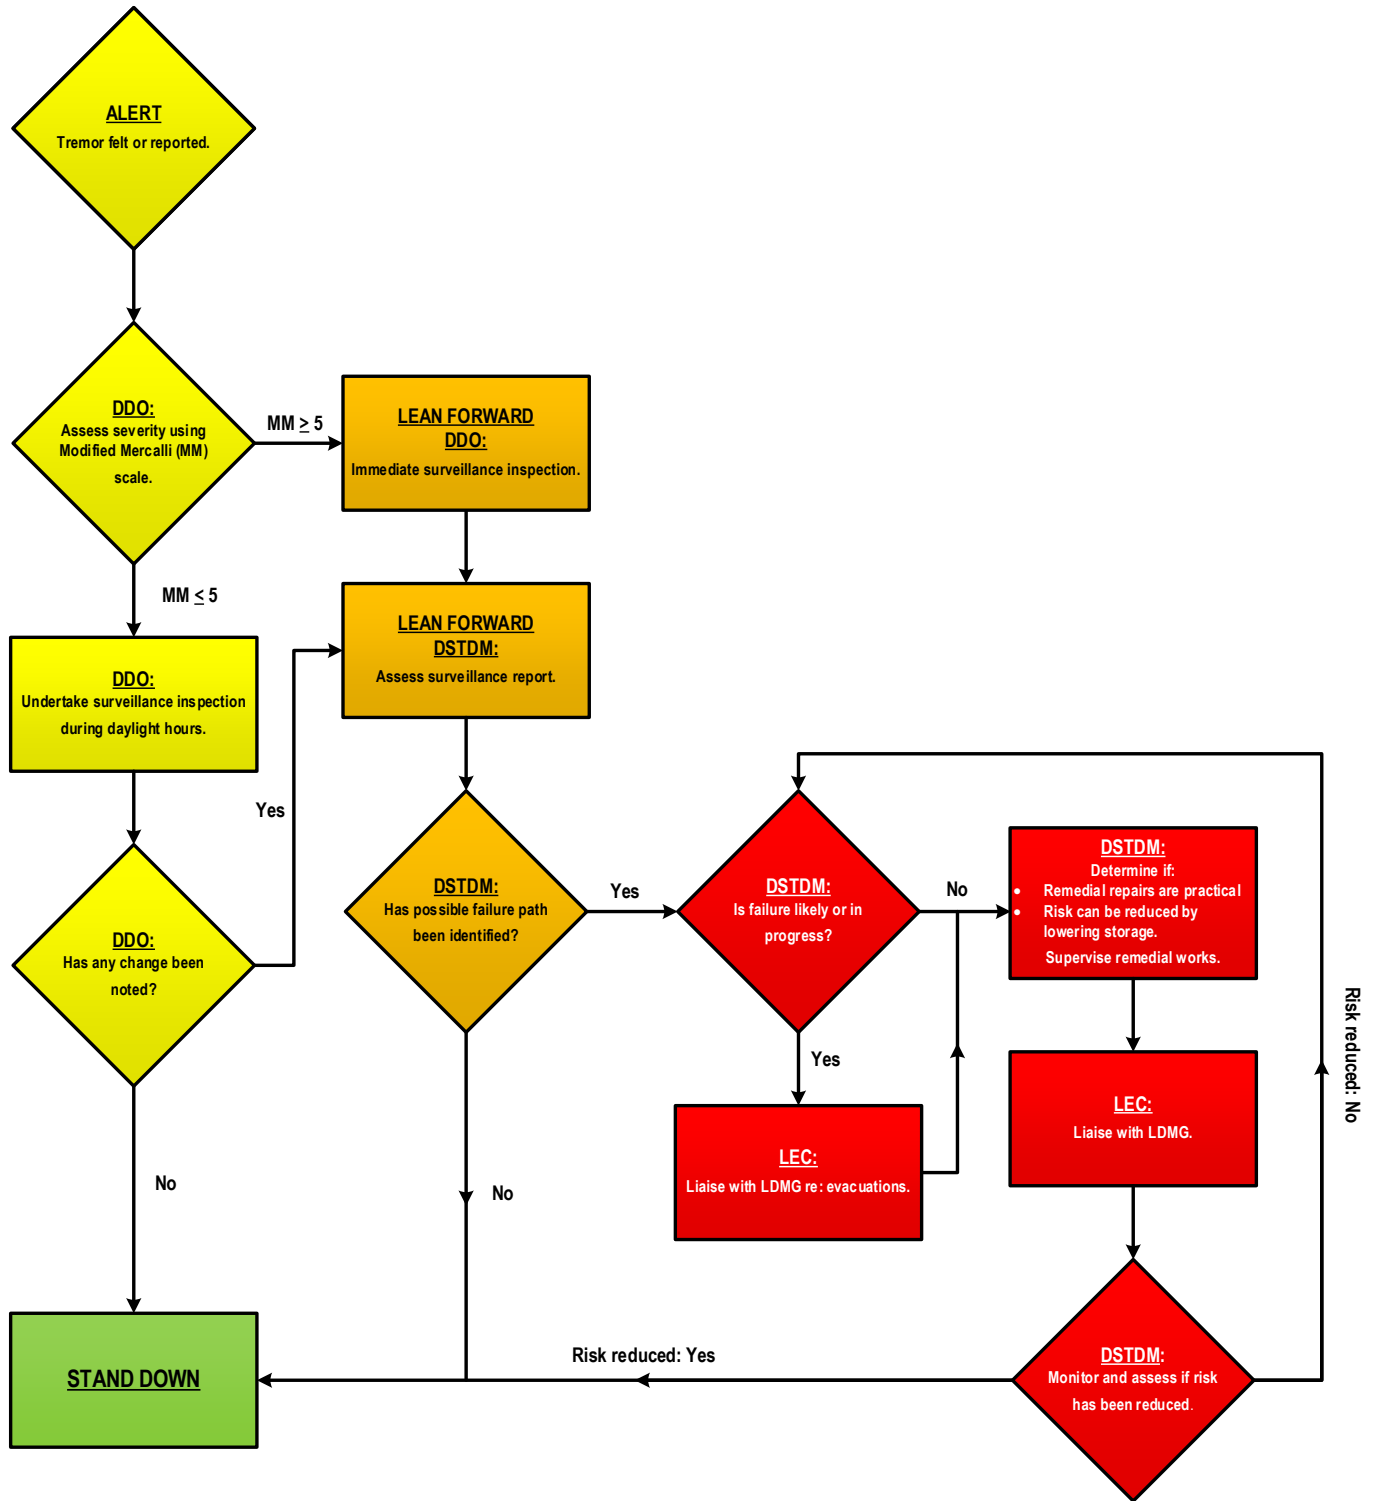 ALERT
Tremor felt or reported.
DDO:
Assess severity using
Modified Mercalli (MM)
scale.
MM ≥ 5
LEAN FORWARD
DDO:
Immediate surveillance inspection.
MM ≤ 5
LEAN FORWARD
DSTDM:
Assess surveillance report.
DDO:
Undertake surveillance inspection
during daylight hours.
Yes
DDO:
Has any change been
noted?
No
DSTDM:
Has possible failure path
been identified?
Yes
No
DSTDM:
Is failure likely or in
progress?
No
Yes
DSTDM:
Determine if:
• Remedial repairs are practical
• Risk can be reduced by
lowering storage.
Supervise remedial works.
LEC:
Liaise with LDMG re: evacuations.
LEC:
Liaise with LDMG.
Risk reduced: No
DSTDM:
Monitor and assess if risk
has been reduced.
Risk reduced: Yes
STAND DOWN